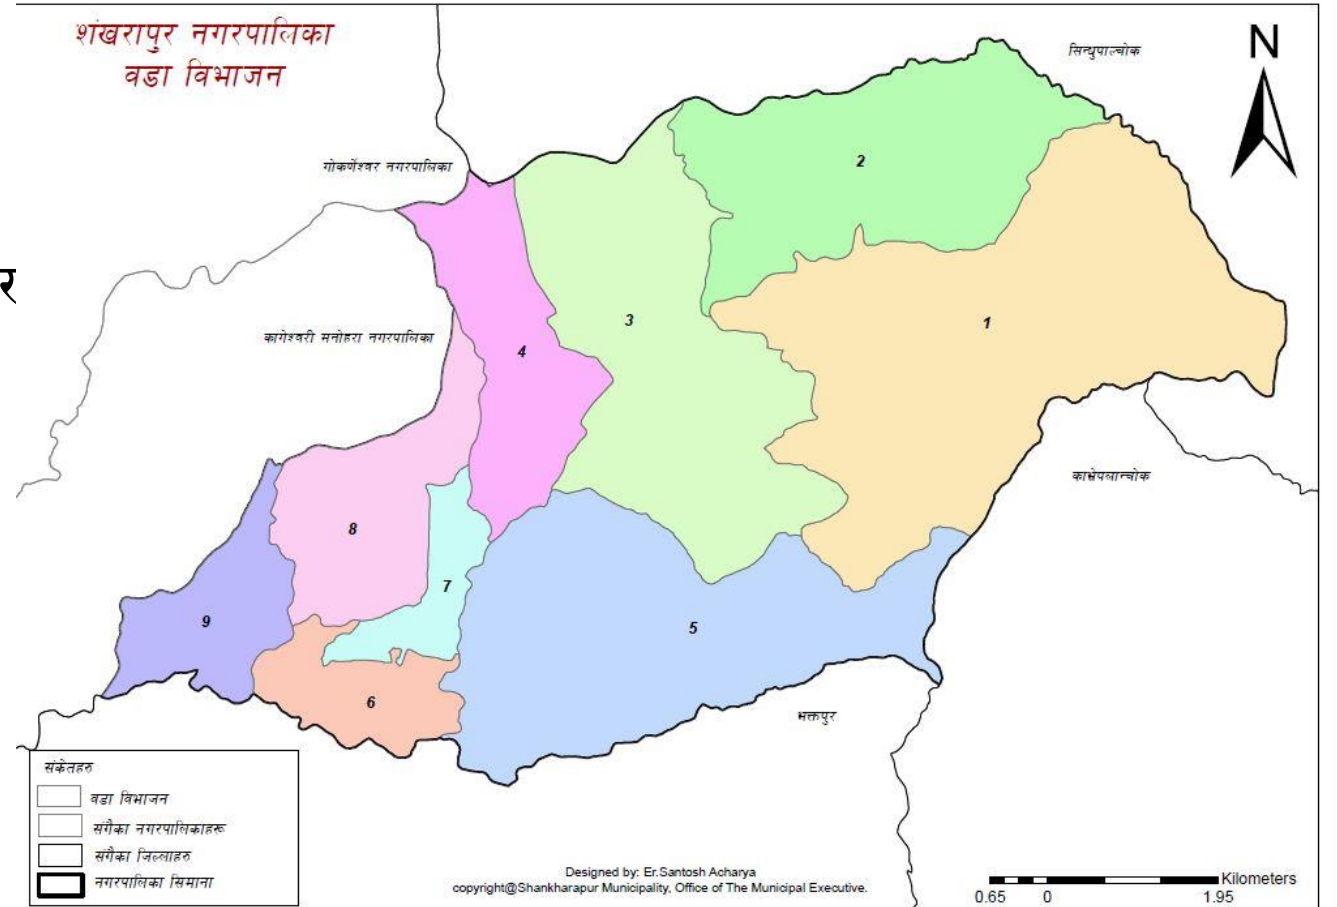 शंखरापुर नगरपालिका
वडा विभाजन
सिन्धुपाल्चोक
N
गोकर्णेश्वर नगरपालिका
2
र
कागेश्वरी मनोहरा नगरपालिका
3
1
4
काभ्रेपलान्चोक
8
7
9
5
6
भक्तपुर
संकेतहरु
वडा विभाजन
संगैका नगरपालिकाहरू
संगैका जिल्लाहरु
नगरपालिका सिमाना
Designed by: Er.Santosh Acharya
copyright@Shankharapur Municipality, Office of The Municipal Executive.
Kilometers
0.65 0 1.95